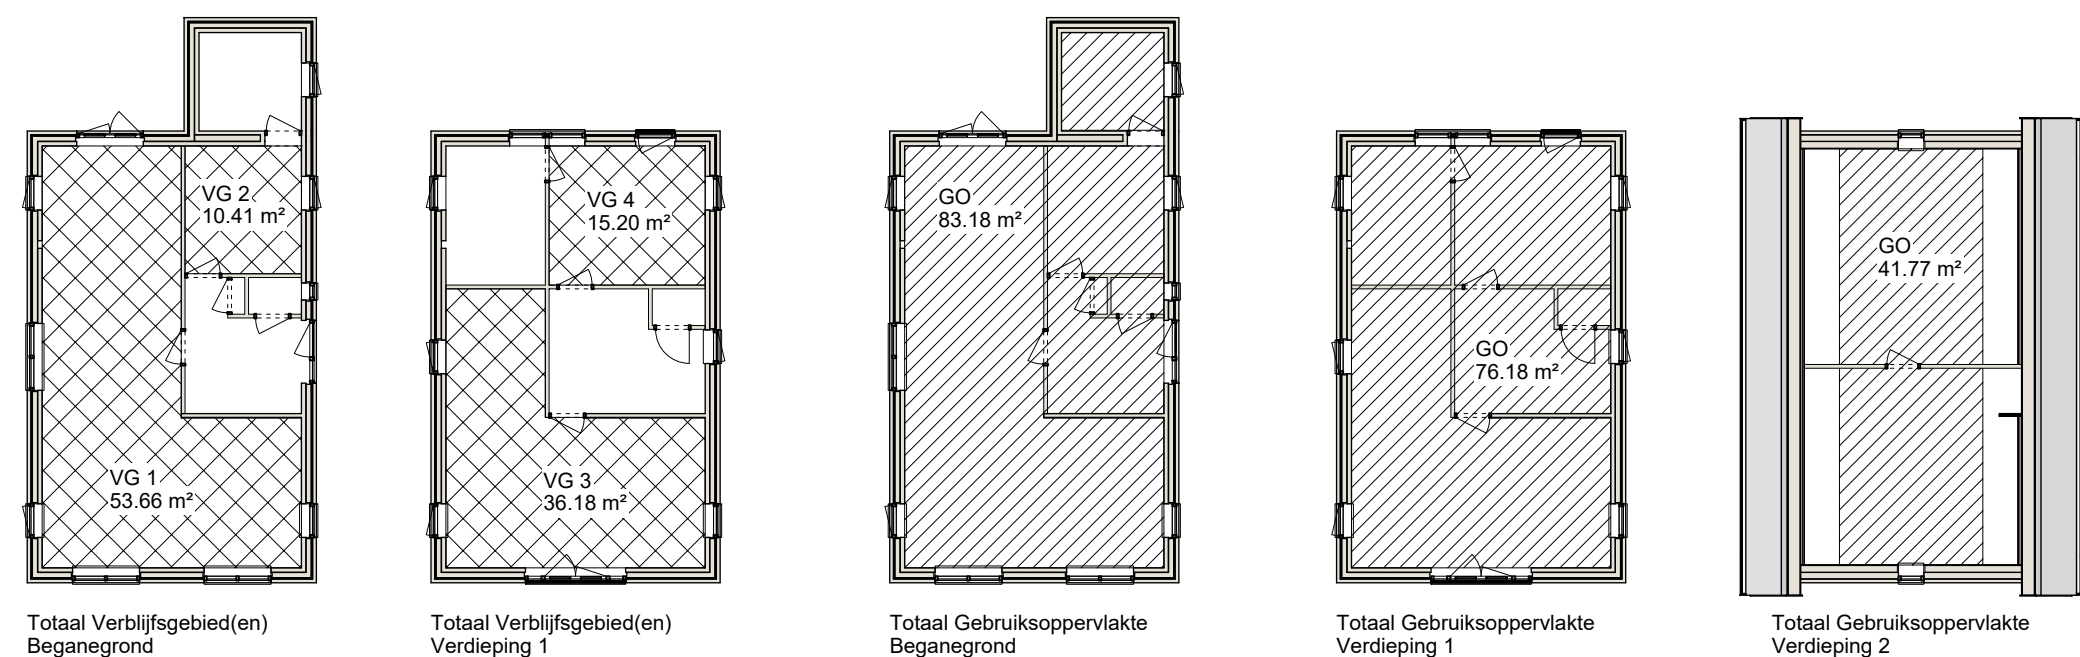 VG 2
10.41 m²
VG 1
53.66 m²
Totaal Verblijfsgebied(en)
Beganegrond
VG 4
15.20 m²
VG 3
36.18 m²
Totaal Verblijfsgebied(en)
Verdieping 1
GO
83.18 m²
Totaal Gebruiksoppervlakte
Beganegrond
GO
76.18 m²
Totaal Gebruiksoppervlakte
Verdieping 1
GO
41.77 m²
Totaal Gebruiksoppervlakte
Verdieping 2